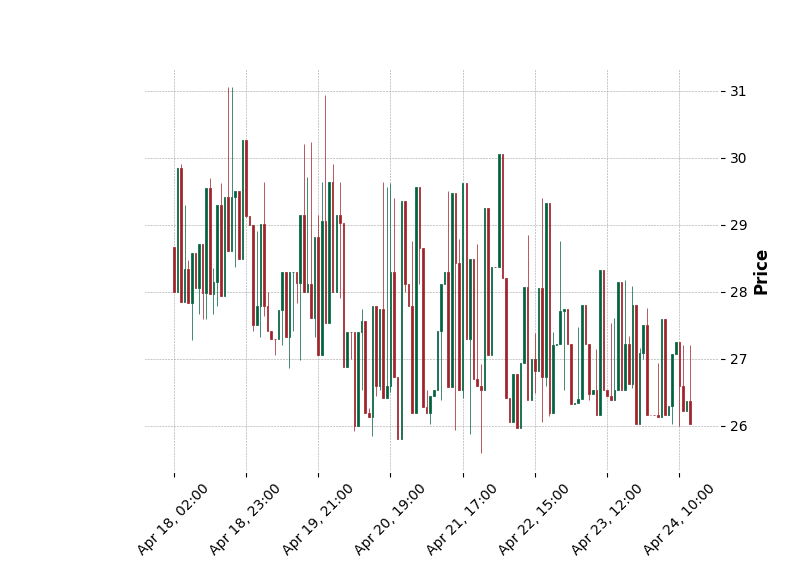 31
30
29
28
27
26
Price
Apr 18, 02:00
Apr 18, 23:00
Apr 19, 21:00
Apr 20, 19:00
Apr 21, 17:00
Apr 22, 15:00
Apr 23, 12:00
Apr 24, 10:00